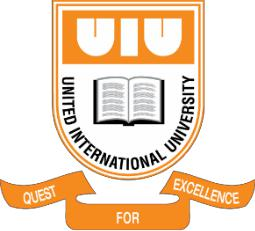 UIU
UNITED INTERNATIONAL UNIVERSITY
QUEST
FOR
EXCELLENCE